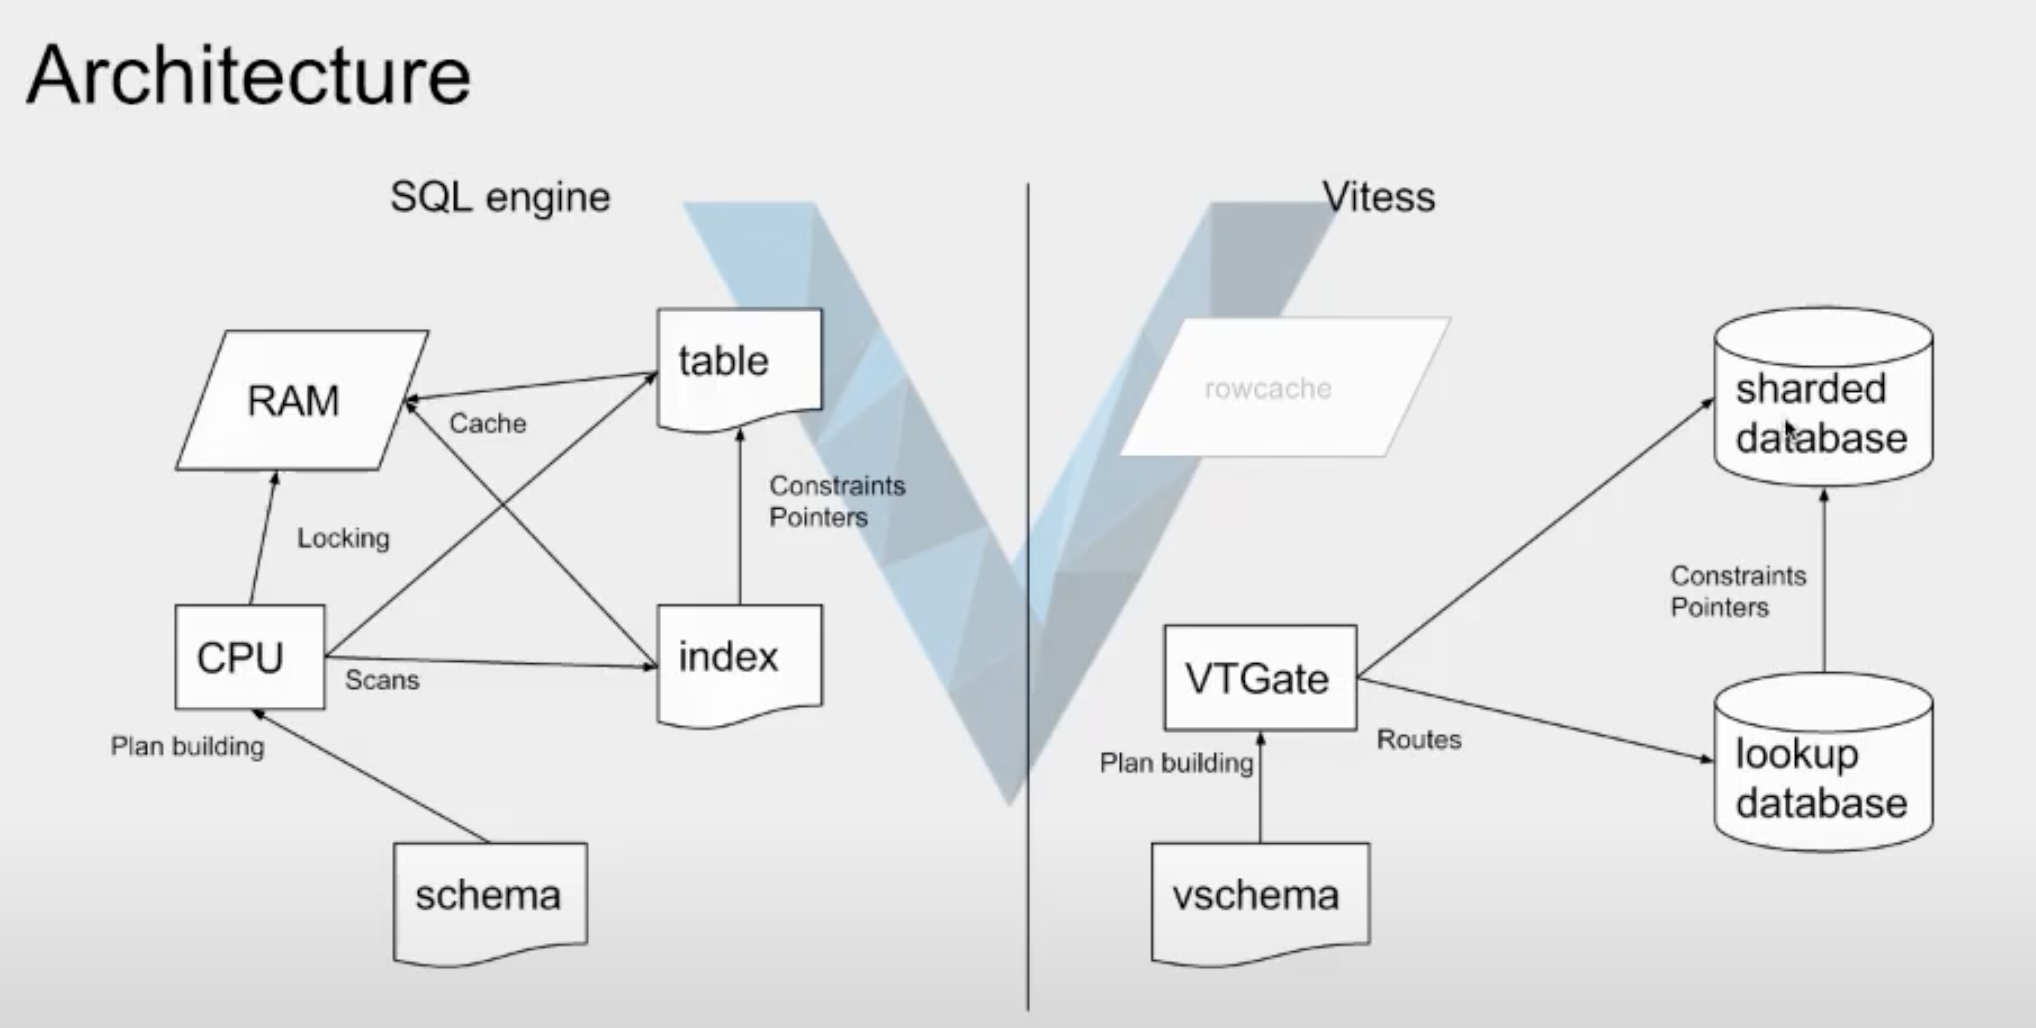 Architecture
SQL engine
RAM
table
Cache
Constraints
Pointers
Locking
CPU
index
Scans
Plan building
schema
Vitess
rowcache
sharded
database
Constraints
Pointers
VTGate
Routes
Plan building
lookup
database
vschema